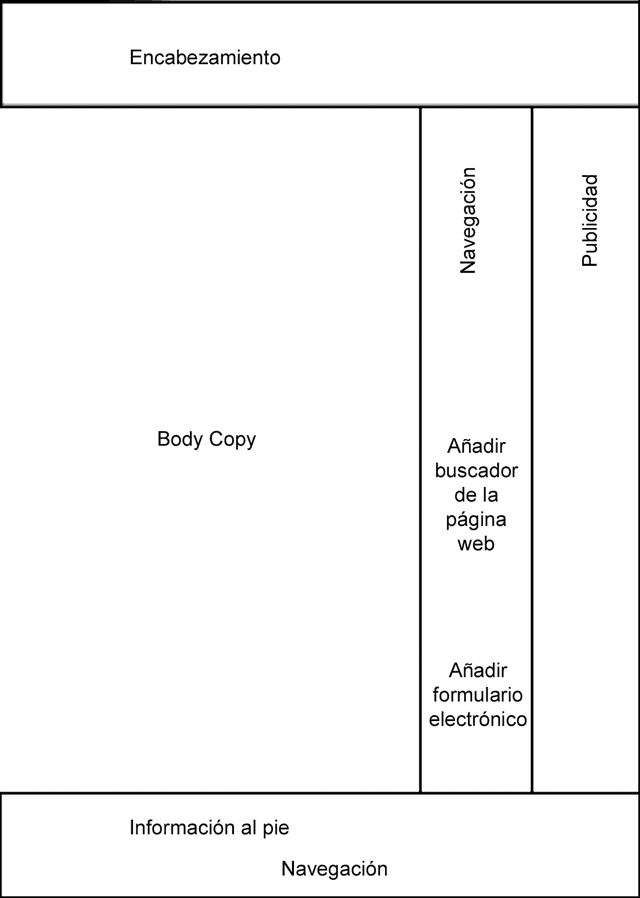 Encabezamiento
Body Copy
Navegación
Añadir
buscador
de la
página
web
Añadir
formulario
electrónico
Publicidad
Información al pie
Navegación